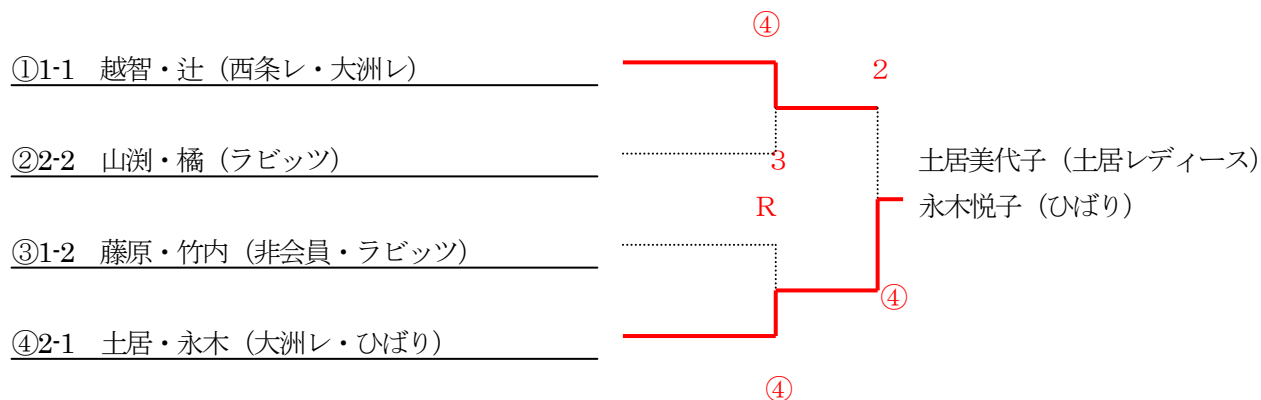 ④
①1-1 越智・辻（西条レ・大洲レ）
2
②2-2 山渕・橘（ラビッツ）
3
土居美代子（土居レディース）
R
永木悦子（ひばり）
③1-2 藤原・竹内（非会員・ラビッツ）
④
④2-1 土居・永木（大洲レ・ひばり）
④